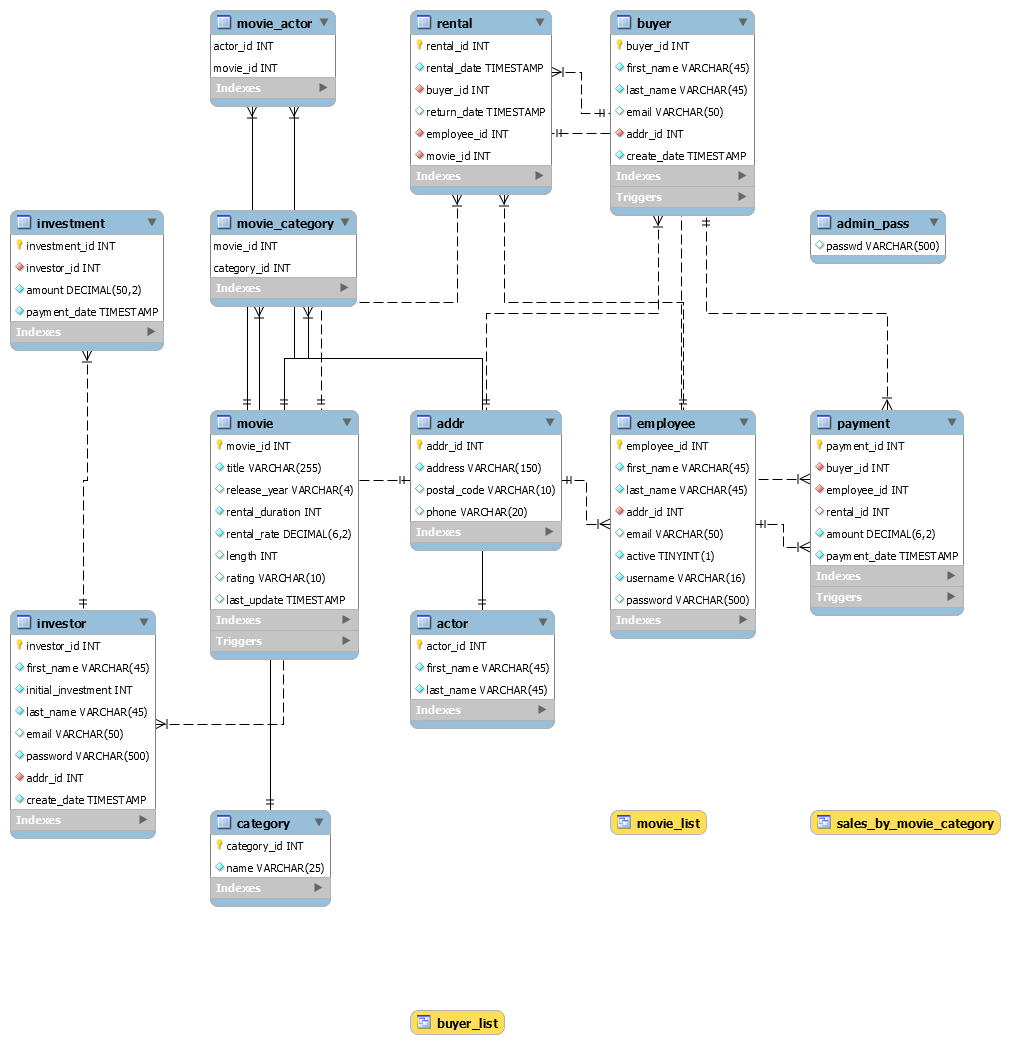 movie_actor
actor_id INT
movie_id INT
Indexes
rental
rental_id INT
rental_date TIMESTAMP
buyer_id INT
return_date TIMESTAMP
employee_id INT
movie_id INT
Indexes
buyer
buyer_id INT
first_name VARCHAR(45)
last_name VARCHAR(45)
email VARCHAR(50)
addr_id INT
create_date TIMESTAMP
Indexes
Triggers
investment
investment_id INT
investor_id INT
amount DECIMAL(50,2)
payment_date TIMESTAMP
Indexes
movie_category
movie_id INT
category_id INT
Indexes
admin_pass
passwd VARCHAR(500)
movie
movie_id INT
title VARCHAR(255)
release_year VARCHAR(4)
rental_duration INT
rental_rate DECIMAL(6,2)
length INT
rating VARCHAR(10)
last_update TIMESTAMP
Indexes
Triggers
addr
addr_id INT
address VARCHAR(150)
postal_code VARCHAR(10)
phone VARCHAR(20)
Indexes
employee
employee_id INT
first_name VARCHAR(45)
last_name VARCHAR(45)
addr_id INT
email VARCHAR(50)
active TINYINT(1)
username VARCHAR(16)
password VARCHAR(500)
Indexes
payment
payment_id INT
buyer_id INT
employee_id INT
rental_id INT
amount DECIMAL(6,2)
payment_date TIMESTAMP
Indexes
Triggers
investor
investor_id INT
first_name VARCHAR(45)
initial_investment INT
last_name VARCHAR(45)
email VARCHAR(50)
password VARCHAR(500)
addr_id INT
create_date TIMESTAMP
Indexes
actor
actor_id INT
first_name VARCHAR(45)
last_name VARCHAR(45)
Indexes
category
category_id INT
name VARCHAR(25)
Indexes
movie_list
sales_by_movie_category
buyer_list